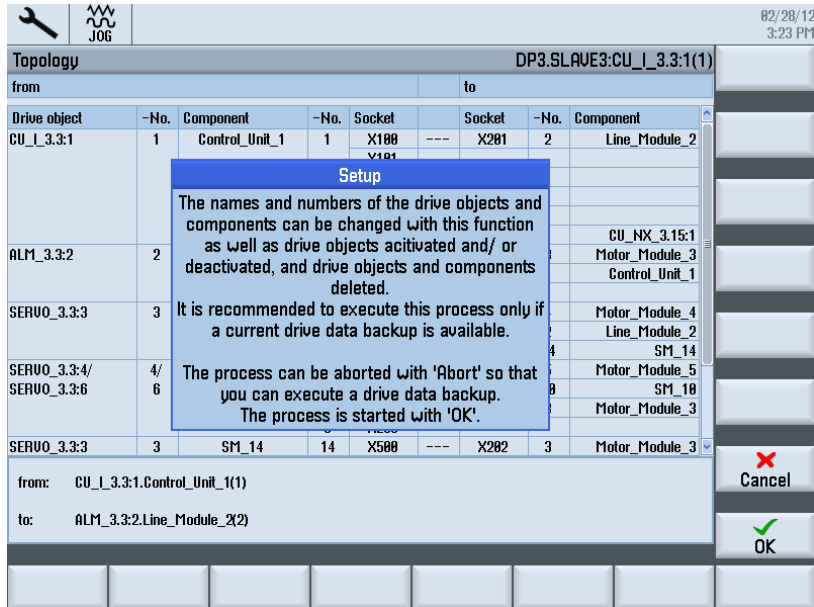 JOG
02/28/12
3:23 PM
Topology DP3.SLAVE3:CU_I_3.3:1(1)
from to
Drive object -No. Component -No. Socket Socket -No. Component
CU_I_3.3:1 1 Control_Unit_1 1 X100 --- X201 2 Line_Module_2
X101
Setup
The names and numbers of the drive objects and
components can be changed with this function
as well as drive objects acitivated and/ or
deactivated, and drive objects and components
deleted.
It is recommended to execute this process only if
a current drive data backup is available.
The process can be aborted with 'Abort' so that
you can execute a drive data backup.
The process is started with 'OK'.
CU_NX_3.15:1
ALM_3.3:2 2 Motor_Module_3
Control_Unit_1
SERVO_3.3:3 3 Motor_Module_4
Line_Module_2
4 SM_14
SERVO_3.3:4/ 4/ Motor_Module_5
SERVO_3.3:6 6 SM_10
Motor_Module_3
SERVO_3.3:3 3 SM_14 14 X500 --- X202 3 Motor_Module_3
from: CU_I_3.3:1.Control_Unit_1(1)
to: ALM_3.3:2.Line_Module_2(2)
Cancel
OK